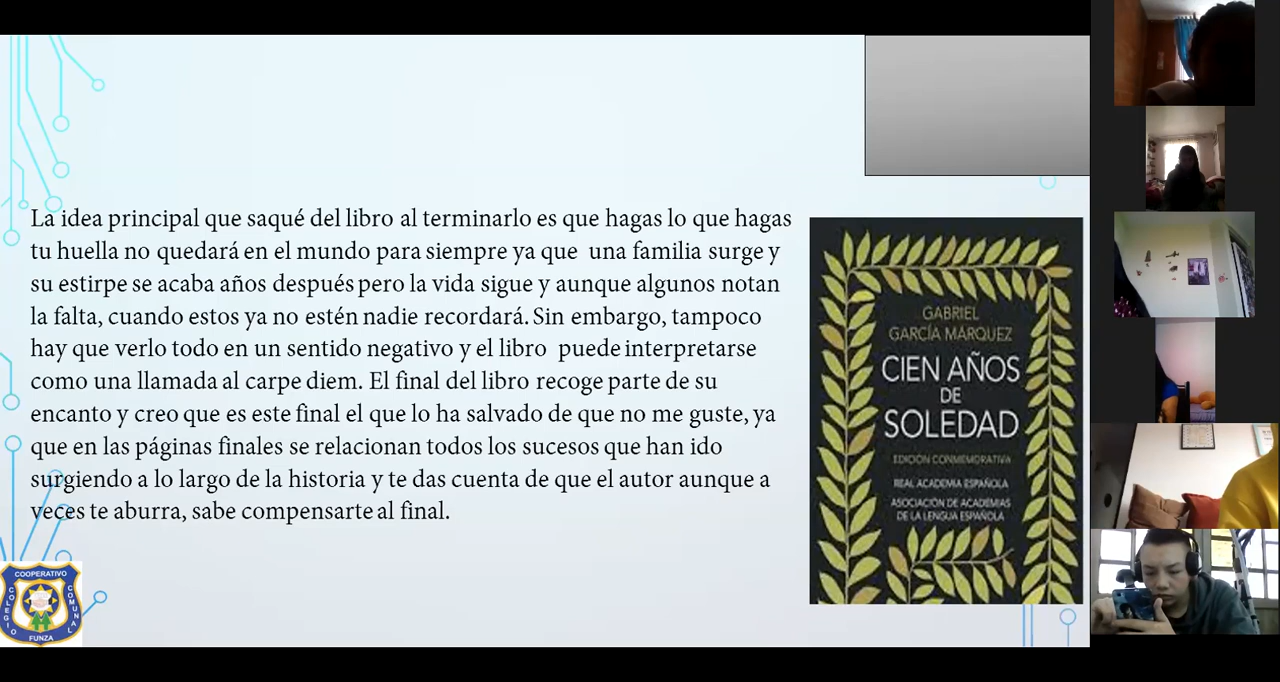 La idea principal que saqué del libro al terminarlo es que hagas lo que hagas
tu huella no quedará en el mundo para siempre ya que una familia surge y
su estirpe se acaba años después pero la vida sigue y aunque algunos notan
la falta, cuando estos ya no estén nadie recordará. Sin embargo, tampoco
hay que verlo todo en un sentido negativo y el libro puede interpretarse
como una llamada al carpe diem. El final del libro recoge parte de su
encanto y creo que es este final el que lo ha salvado de que no me guste, ya
que en las páginas finales se relacionan todos los sucesos que han ido
surgiendo a lo largo de la historia y te das cuenta de que el autor aunque a
veces te aburra, sabe compensarte al final.
GABRIEL
GARCÍA MÁRQUEZ
CIEN AÑOS
DE
SOLEDAD
EDICIÓN CONMEMORATIVA
REAL ACADEMIA ESPAÑOLA
ASOCIACIÓN DE ACADEMIAS
DE LA LENGUA ESPAÑOLA
COOPERATIVO
COLEGIO
COMUNAL
FUNZA